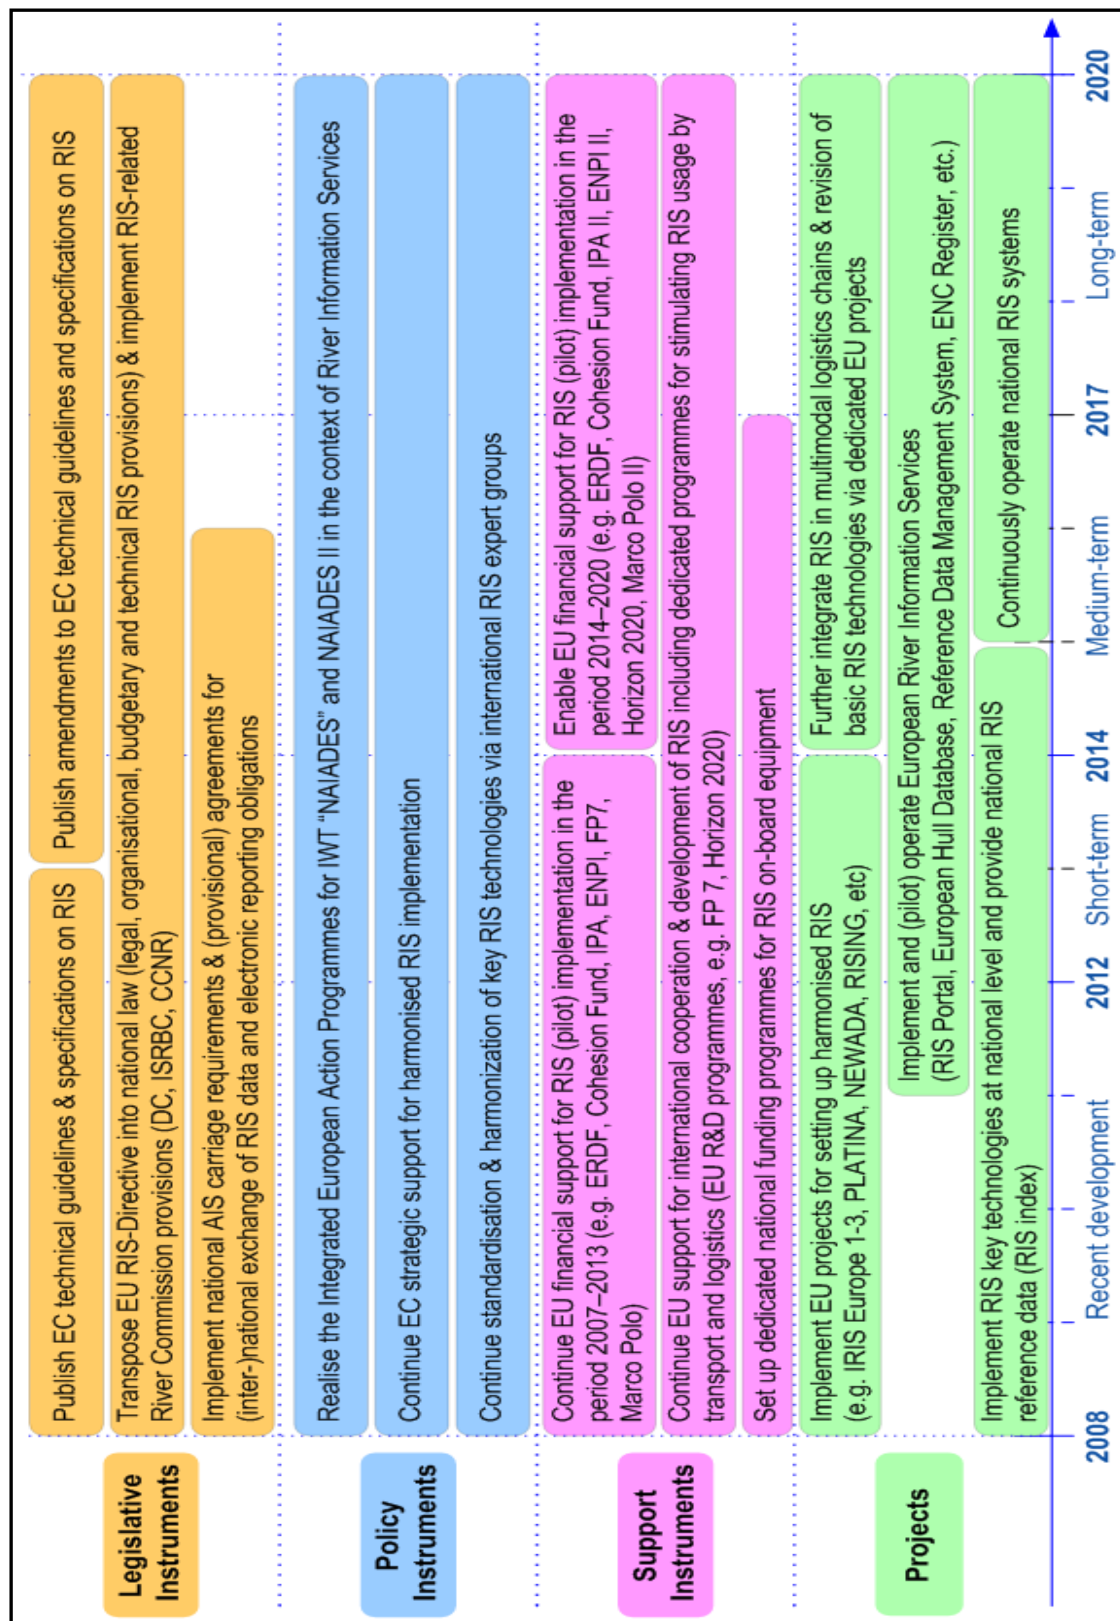 Legislative
Instruments
Publish EC technical guidelines & specifications on RIS
Publish amendments to EC technical guidelines and specifications on RIS
Transpose EU RIS-Directive into national law (legal, organisational, budgetary and technical RIS provisions) & implement RIS-related
River Commission provisions (DC, ISRBC, CCNR)
Implement national AIS carriage requirements & (provisional) agreements for
(inter-)national exchange of RIS data and electronic reporting obligations
Policy
Instruments
Realise the Integrated European Action Programmes for IWT “NAIADES” and NAIADES II in the context of River Information Services
Continue EC strategic support for harmonised RIS implementation
Continue standardisation & harmonization of key RIS technologies via international RIS expert groups
Support
Instruments
Continue EU financial support for RIS (pilot) implementation in the
period 2007–2013 (e.g. ERDF, Cohesion Fund, IPA, ENPI, FP7,
Marco Polo)
Enable EU financial support for RIS (pilot) implementation in the
period 2014–2020 (e.g. ERDF, Cohesion Fund, IPA II, ENPI II,
Horizon 2020, Marco Polo II)
Continue EU support for international cooperation & development of RIS including dedicated programmes for stimulating RIS usage by
transport and logistics (EU R&D programmes, e.g. FP 7, Horizon 2020)
Set up dedicated national funding programmes for RIS on-board equipment
Projects
Implement EU projects for setting up harmonised RIS
(e.g. IRIS Europe 1-3, PLATINA, NEWADA, RISING, etc)
Further integrate RIS in multimodal logistics chains & revision of
basic RIS technologies via dedicated EU projects
Implement and (pilot) operate European River Information Services
(RIS Portal, European Hull Database, Reference Data Management System, ENC Register, etc.)
Implement RIS key technologies at national level and provide national RIS
reference data (RIS index)
Continuously operate national RIS systems
2008
2012
2014
2017
2020
Recent development
Short-term
Medium-term
Long-term